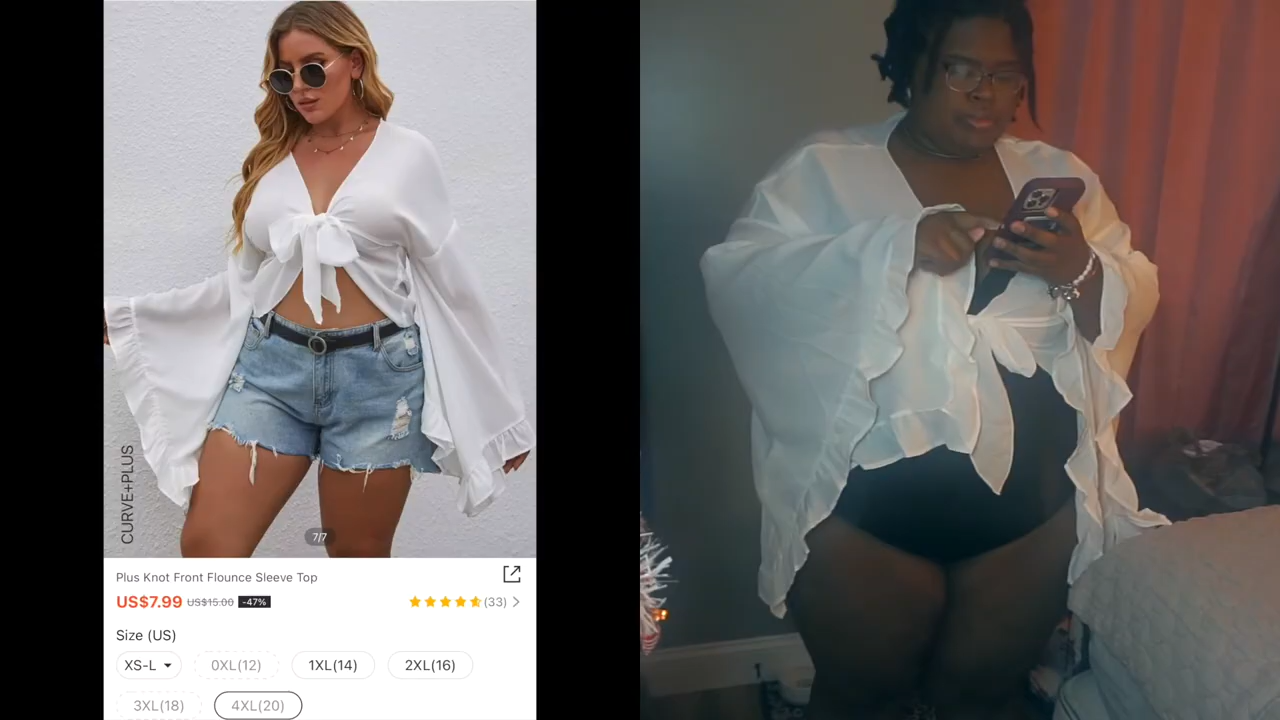 CURVE+PLUS
7/7
Plus Knot Front Flounce Sleeve Top
US$7.99 US$15.00 -47% (33)
Size (US)
XS-L 0XL(12) 1XL(14) 2XL(16)
3XL(18) 4XL(20)